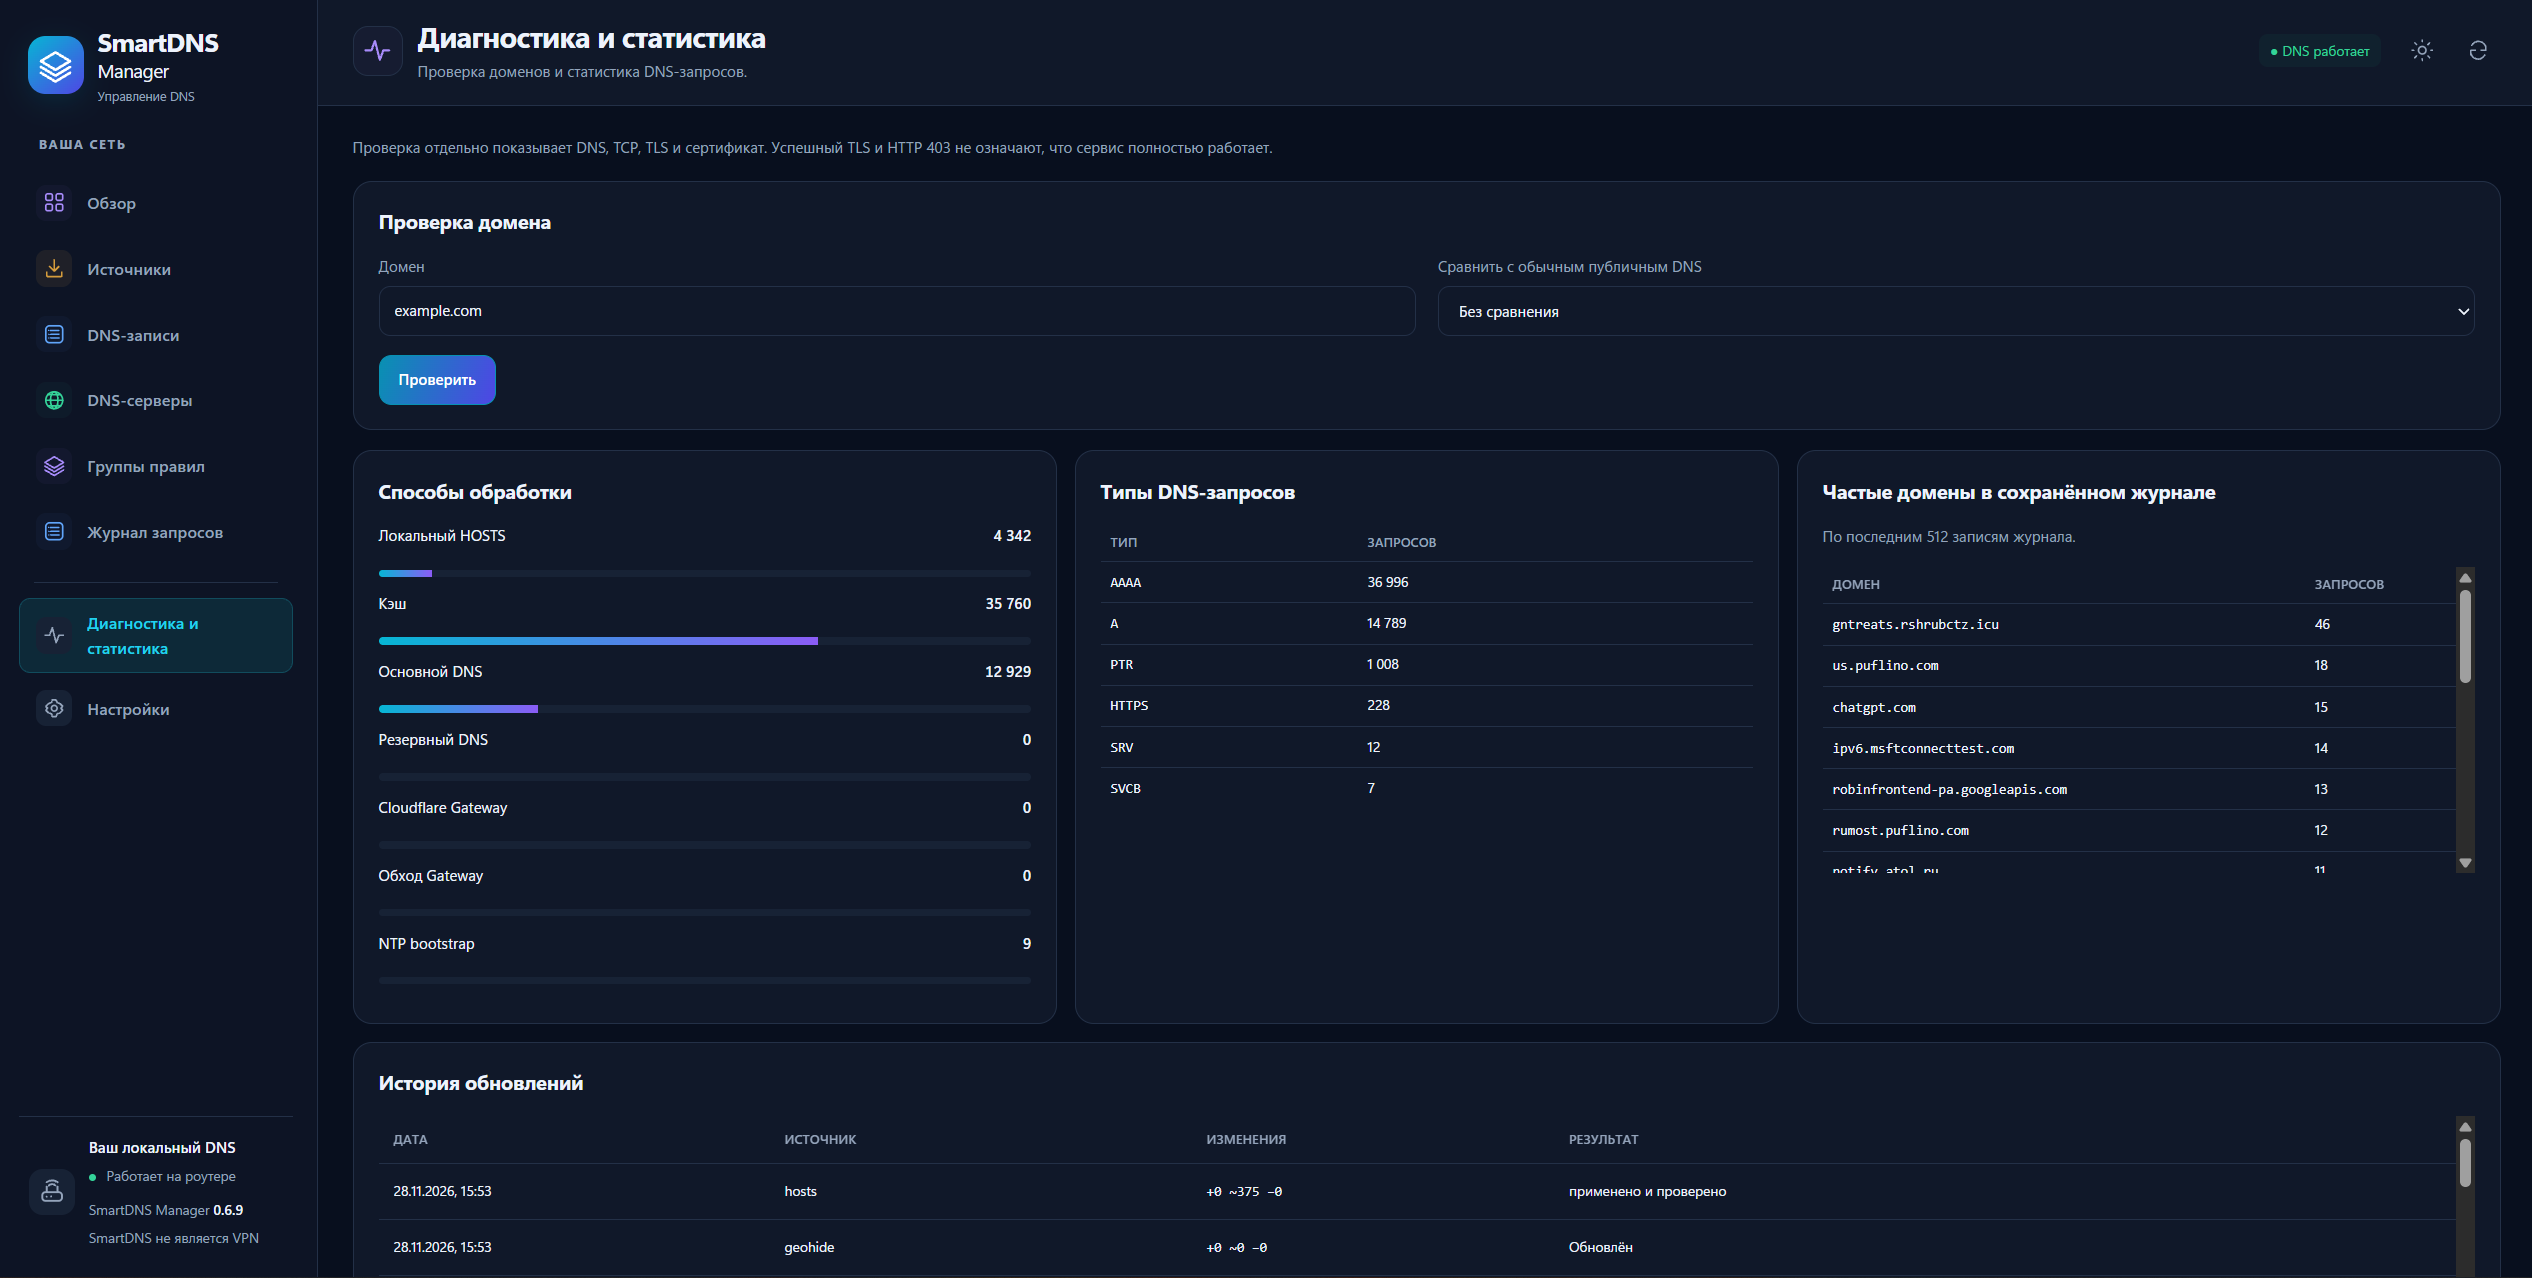 SmartDNS
Manager
Управление DNS
ВАША СЕТЬ
Обзор
Источники
DNS-записи
DNS-серверы
Группы правил
Журнал запросов
Диагностика и
статистика
Настройки
Ваш локальный DNS
Работает на роутере
SmartDNS Manager 0.6.9
SmartDNS не является VPN
Диагностика и статистика
Проверка доменов и статистика DNS-запросов.
DNS работает
Проверка отдельно показывает DNS, TCP, TLS и сертификат. Успешный TLS и HTTP 403 не означают, что сервис полностью работает.
Проверка домена
Домен
example.com
Сравнить с обычным публичным DNS
Без сравнения
Проверить
Способы обработки
Локальный HOSTS 4 342
Кэш 35 760
Основной DNS 12 929
Резервный DNS 0
Cloudflare Gateway 0
Обход Gateway 0
NTP bootstrap 9
Типы DNS-запросов
ТИП ЗАПРОСОВ
AAAA 36 996
A 14 789
PTR 1 008
HTTPS 228
SRV 12
SVCB 7
Частые домены в сохранённом журнале
По последним 512 записям журнала.
ДОМЕН ЗАПРОСОВ
gntreats.rshrubctz.icu 46
us.puflino.com 18
chatgpt.com 15
ipv6.msftconnecttest.com 14
robinfrontend-pa.googleapis.com 13
rumost.puflino.com 12
notify.atol.ru 11
История обновлений
ДАТА ИСТОЧНИК ИЗМЕНЕНИЯ РЕЗУЛЬТАТ
28.11.2026, 15:53 hosts +0 ~375 −0 применено и проверено
28.11.2026, 15:53 geohide +0 ~0 −0 Обновлён